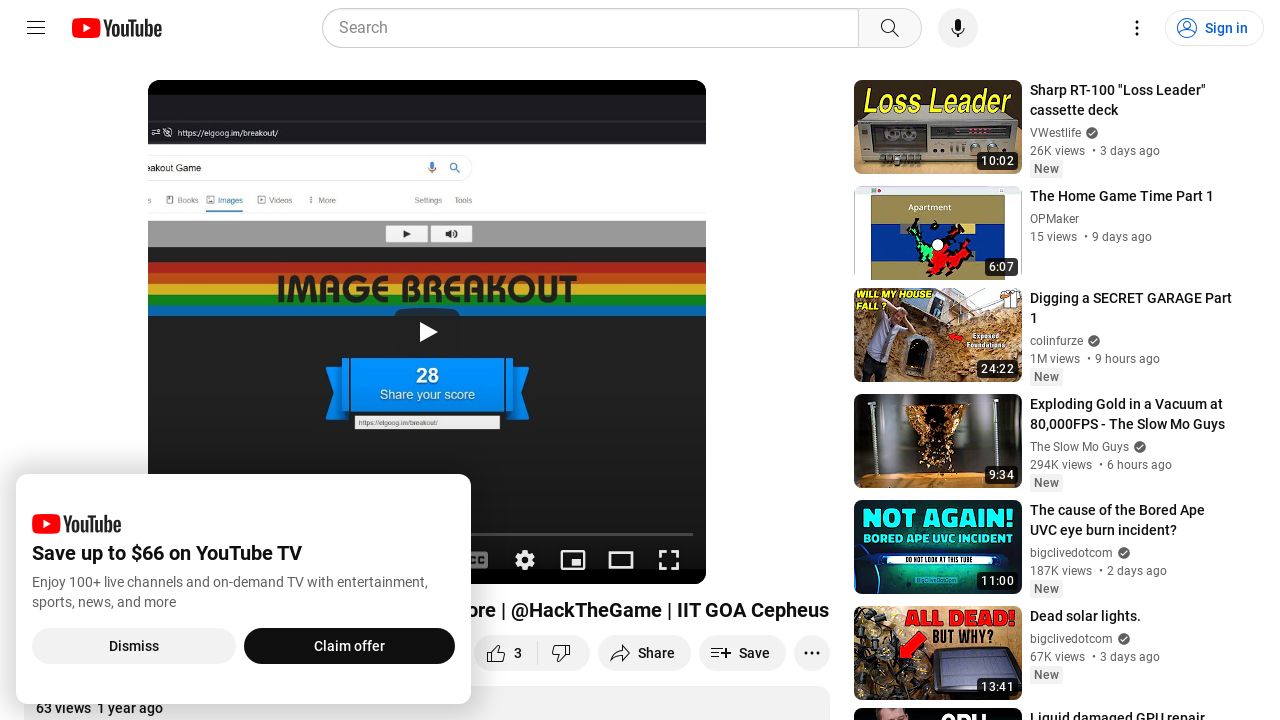 YouTube
Search
Sign in
https://elgoog.im/breakout/
eakout Game
Books
Images
Videos
More
Settings
Tools
IMAGE BREAKOUT
28
Share your score
https://elgoog.im/breakout/
YouTube
Save up to $66 on YouTube TV
Enjoy 100+ live channels and on-demand TV with entertainment,
sports, news, and more
Dismiss
Claim offer
ore | @HackTheGame | IIT GOA Cepheus
3
Share
Save
63 views 1 year ago
Loss Leader
10:02
Sharp RT-100 "Loss Leader"
cassette deck
VWestlife
26K views • 3 days ago
New
Apartment
6:07
The Home Game Time Part 1
OPMaker
15 views • 9 days ago
WILL MY HOUSE
FALL ?
Exposed
Foundations
24:22
Digging a SECRET GARAGE Part
1
colinfurze
1M views • 9 hours ago
New
9:34
Exploding Gold in a Vacuum at
80,000FPS - The Slow Mo Guys
The Slow Mo Guys
294K views • 6 hours ago
New
NOT AGAIN!
BORED APE UVC INCIDENT
DO NOT LOOK AT THIS TUBE
11:00
The cause of the Bored Ape
UVC eye burn incident?
bigclivedotcom
187K views • 2 days ago
New
ALL DEAD!
BUT WHY?
13:41
Dead solar lights.
bigclivedotcom
67K views • 3 days ago
New
Liquid damaged GPU repair